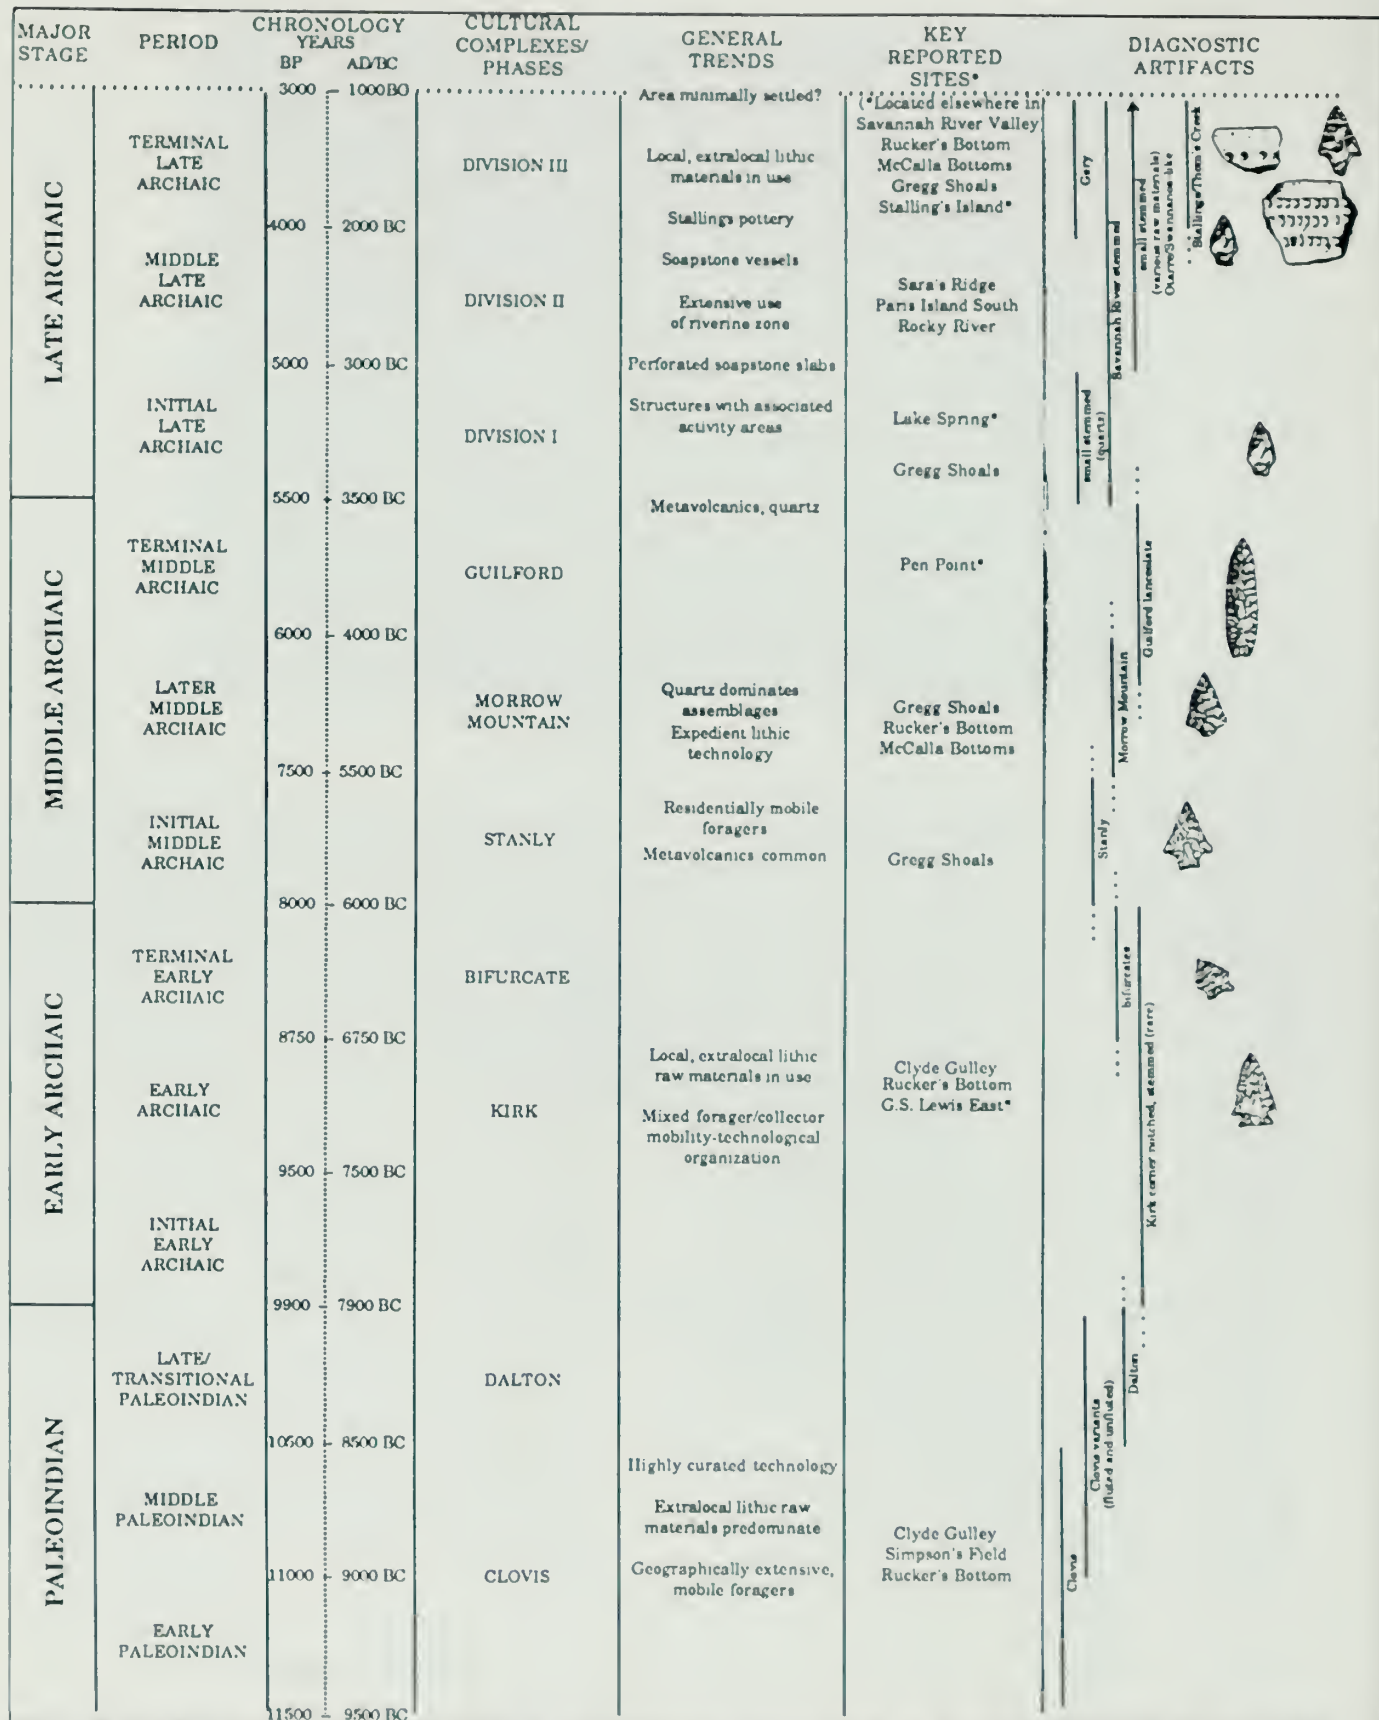 MAJOR
STAGE
PERIOD
CHRONOLOGY
YEARS
BP AD/BC
CULTURAL
COMPLEXES/
PHASES
GENERAL
TRENDS
KEY
REPORTED
SITES*
DIAGNOSTIC
ARTIFACTS
LATE ARCHAIC
MIDDLE ARCHAIC
EARLY ARCHAIC
PALEOINDIAN
TERMINAL
LATE
ARCHAIC
MIDDLE
LATE
ARCHAIC
INITIAL
LATE
ARCHAIC
TERMINAL
MIDDLE
ARCHAIC
LATER
MIDDLE
ARCHAIC
INITIAL
MIDDLE
ARCHAIC
TERMINAL
EARLY
ARCHAIC
EARLY
ARCHAIC
INITIAL
EARLY
ARCHAIC
LATE/
TRANSITIONAL
PALEOINDIAN
MIDDLE
PALEOINDIAN
EARLY
PALEOINDIAN
3000 1000BC
4000 2000 BC
5000 3000 BC
5500 3500 BC
6000 4000 BC
7500 5500 BC
8000 6000 BC
8750 6750 BC
9500 7500 BC
9900 7900 BC
10500 8500 BC
11000 9000 BC
11500 9500 BC
DIVISION III
DIVISION II
DIVISION I
GUILFORD
MORROW
MOUNTAIN
STANLY
BIFURCATE
KIRK
DALTON
CLOVIS
Area minimally settled?
Local, extralocal lithic
materials in use
Stallings pottery
Soapstone vessels
Extensive use
of riverine zone
Perforated soapstone slabs
Structures with associated
activity areas
Metavolcanics, quartz
Quartz dominates
assemblages
Expedient lithic
technology
Residentially mobile
foragers
Metavolcanics common
Local, extralocal lithic
raw materials in use
Mixed forager/collector
mobility-technological
organization
Highly curated technology
Extralocal lithic raw
materials predominate
Geographically extensive,
mobile foragers
(*Located elsewhere in
Savannah River Valley
Rucker's Bottom
McCalla Bottoms
Gregg Shoals
Stalling's Island*
Sara's Ridge
Paris Island South
Rocky River
Lake Spring*
Gregg Shoals
Pen Point*
Gregg Shoals
Rucker's Bottom
McCalla Bottoms
Gregg Shoals
Clyde Gulley
Rucker's Bottom
G.S. Lewis East*
Clyde Gulley
Simpson's Field
Rucker's Bottom
Gary
Savannah River stemmed
small stemmed
(various raw materials)
Otarre/Swannanoa-like
Stallings/Thom's Creek
small stemmed
(quartz)
Guilford lanceolate
Morrow Mountain
Stanly
bifurcates
Kirk corner notched, stemmed (rare)
Dalton
Clovis variants
(fluted and unfluted)
Clovis